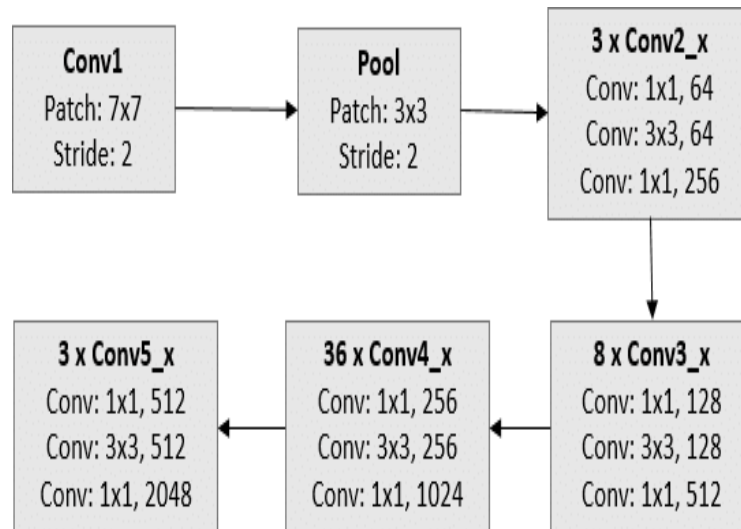 Conv1
Patch: 7x7
Stride: 2
Pool
Patch: 3x3
Stride: 2
3 x Conv2_x
Conv: 1x1, 64
Conv: 3x3, 64
Conv: 1x1, 256
3 x Conv5_x
Conv: 1x1, 512
Conv: 3x3, 512
Conv: 1x1, 2048
36 x Conv4_x
Conv: 1x1, 256
Conv: 3x3, 256
Conv: 1x1, 1024
8 x Conv3_x
Conv: 1x1, 128
Conv: 3x3, 128
Conv: 1x1, 512